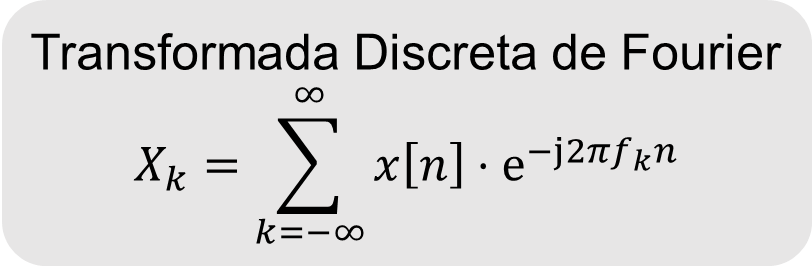 Transformada Discreta de Fourier
∞
X_k = ∑ x[n] · e^{−j2πf_k n}
k=−∞